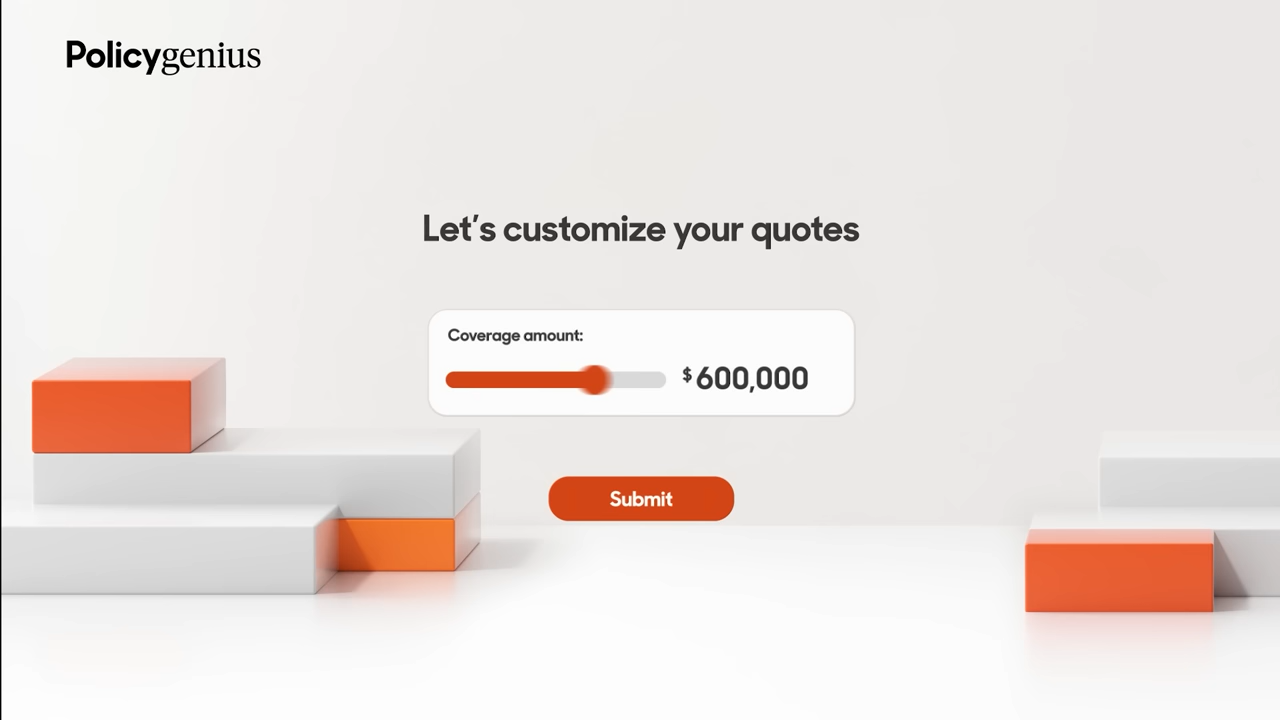 Policygenius
Let's customize your quotes
Coverage amount:
$600,000
Submit